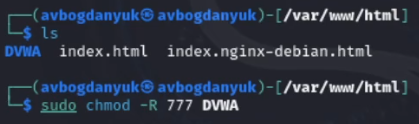 ┌──(avbogdanyuk㉿avbogdanyuk)-[/var/www/html]
└─$ ls
DVWA  index.html  index.nginx-debian.html
┌──(avbogdanyuk㉿avbogdanyuk)-[/var/www/html]
└─$ sudo chmod -R 777 DVWA